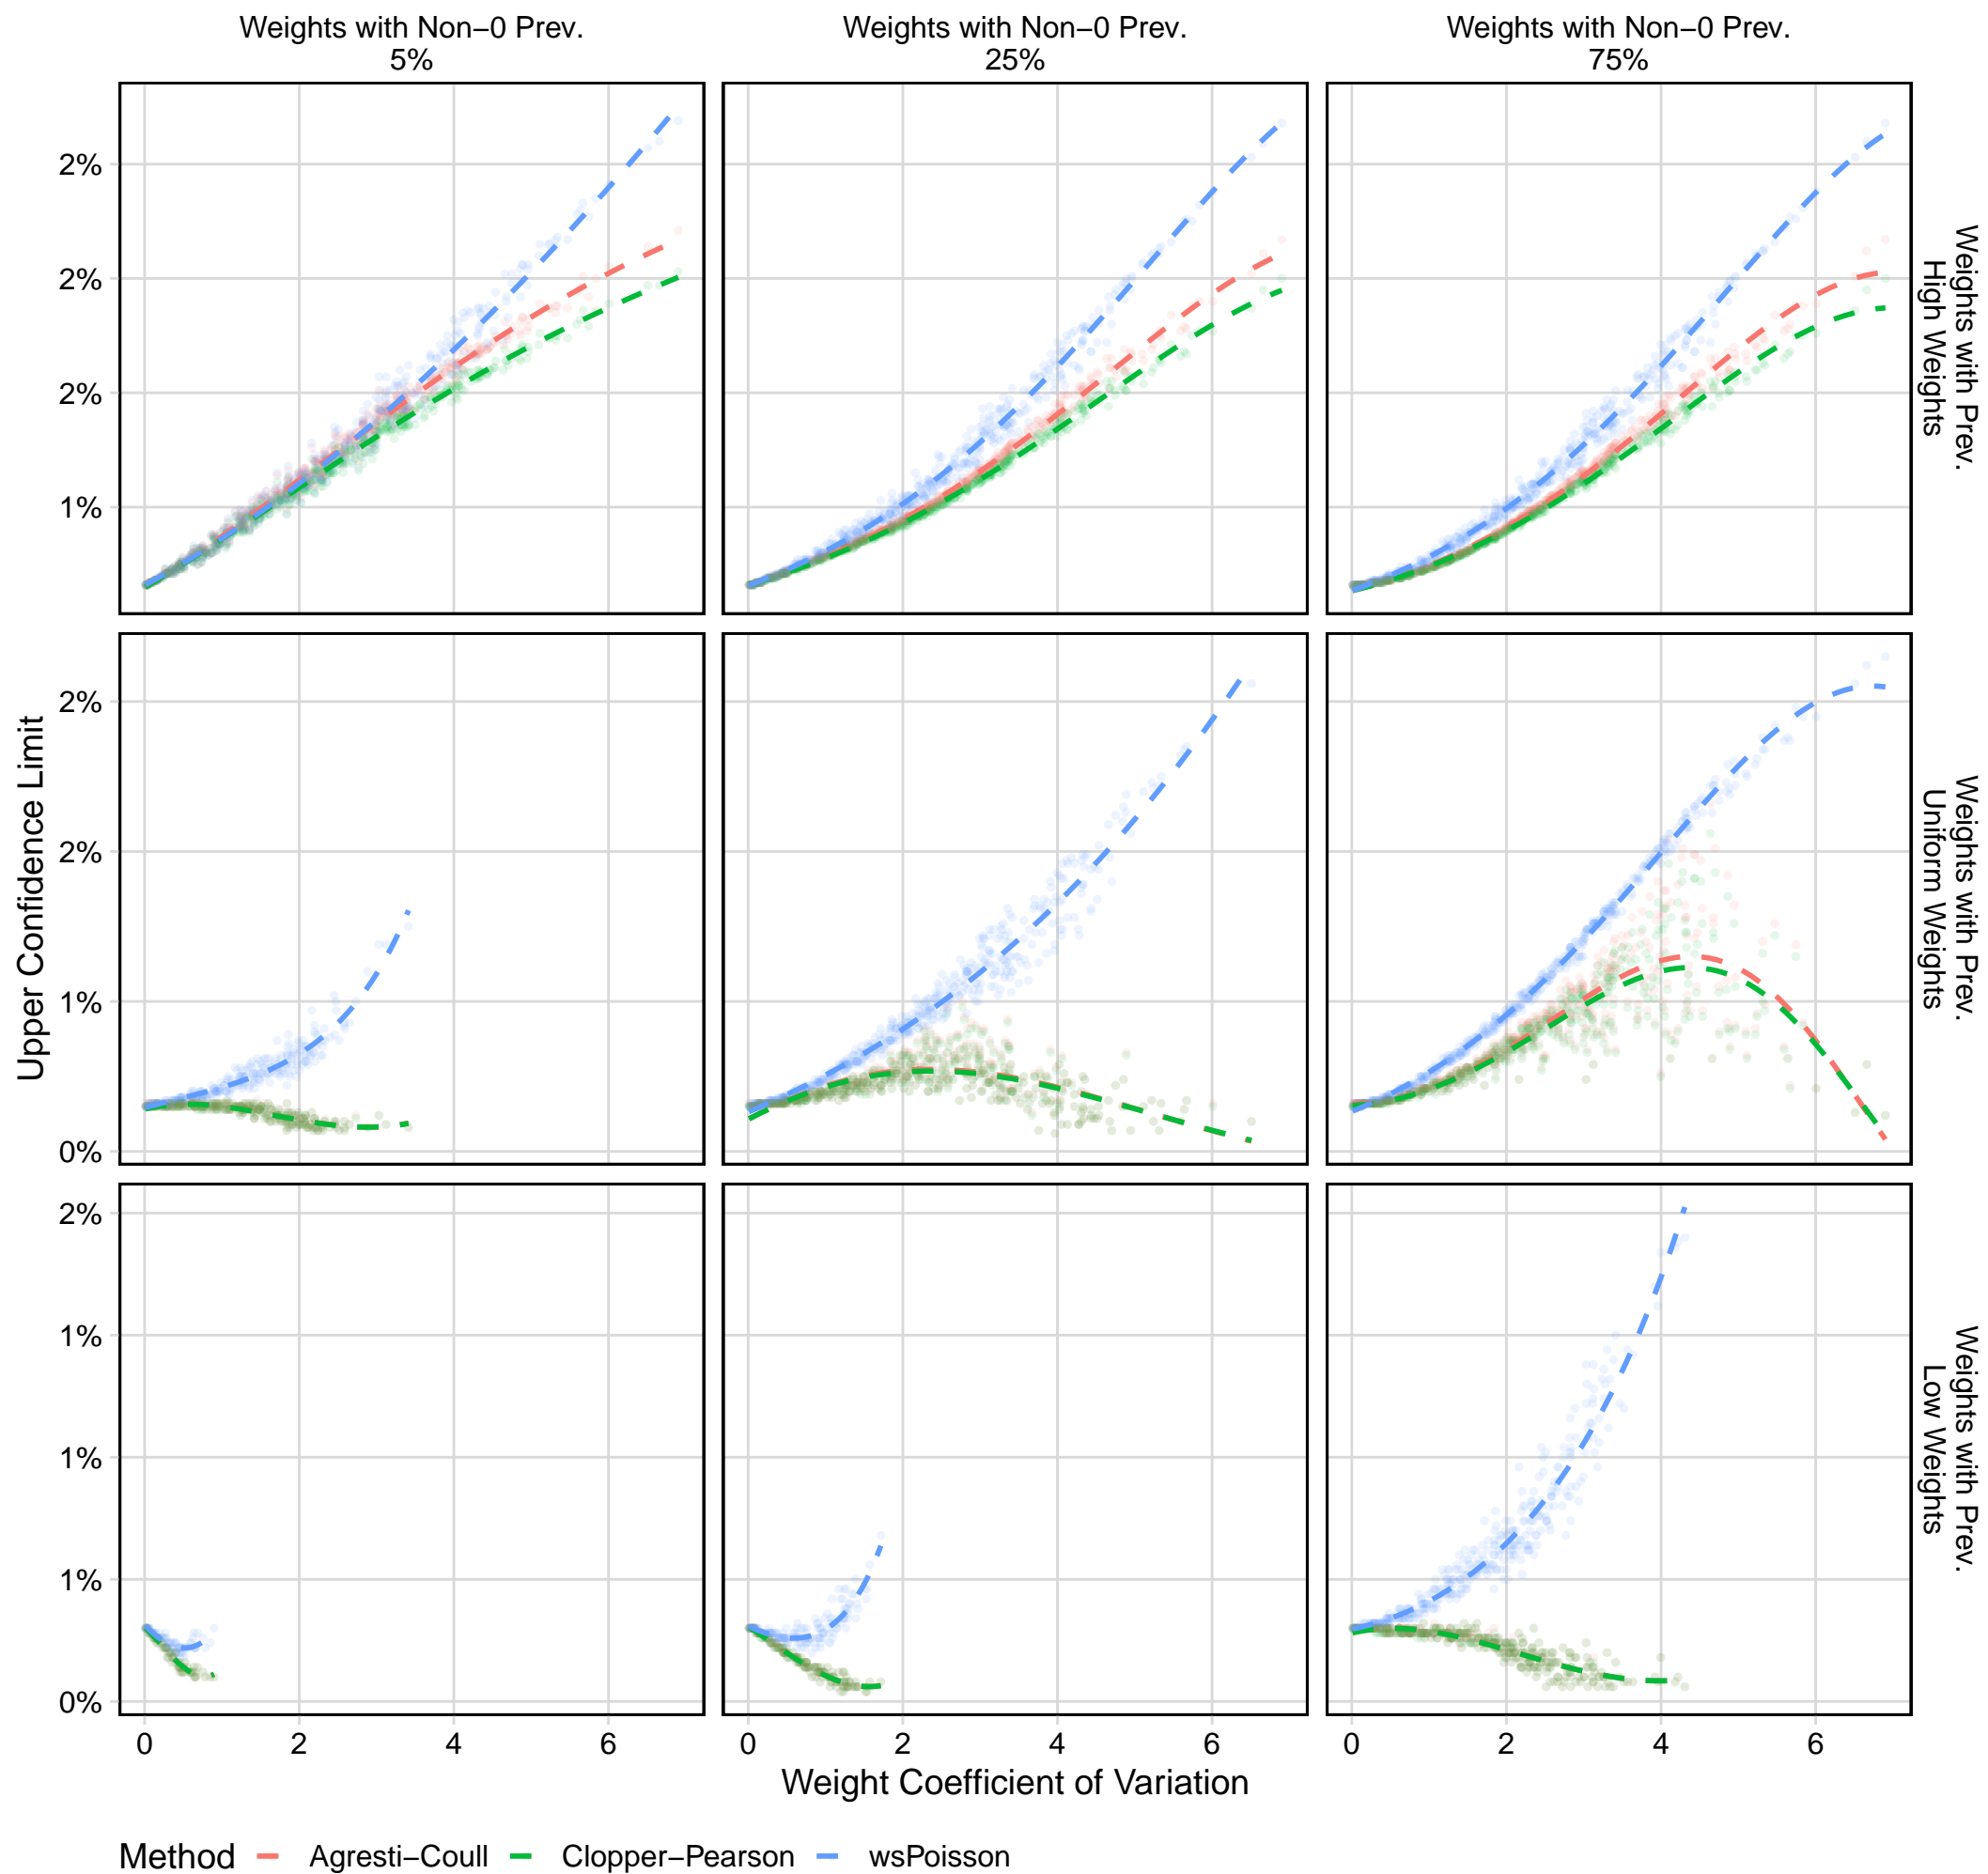 Weights with Non−0 Prev.
5%
Weights with Non−0 Prev.
25%
Weights with Non−0 Prev.
75%
2%
2%
2%
1%
Weights with Prev.
High Weights
2%
2%
1%
0%
Weights with Prev.
Uniform Weights
2%
1%
1%
1%
0%
Weights with Prev.
Low Weights
Upper Confidence Limit
0 2 4 6
0 2 4 6
0 2 4 6
Weight Coefficient of Variation
Method Agresti−Coull Clopper−Pearson wsPoisson